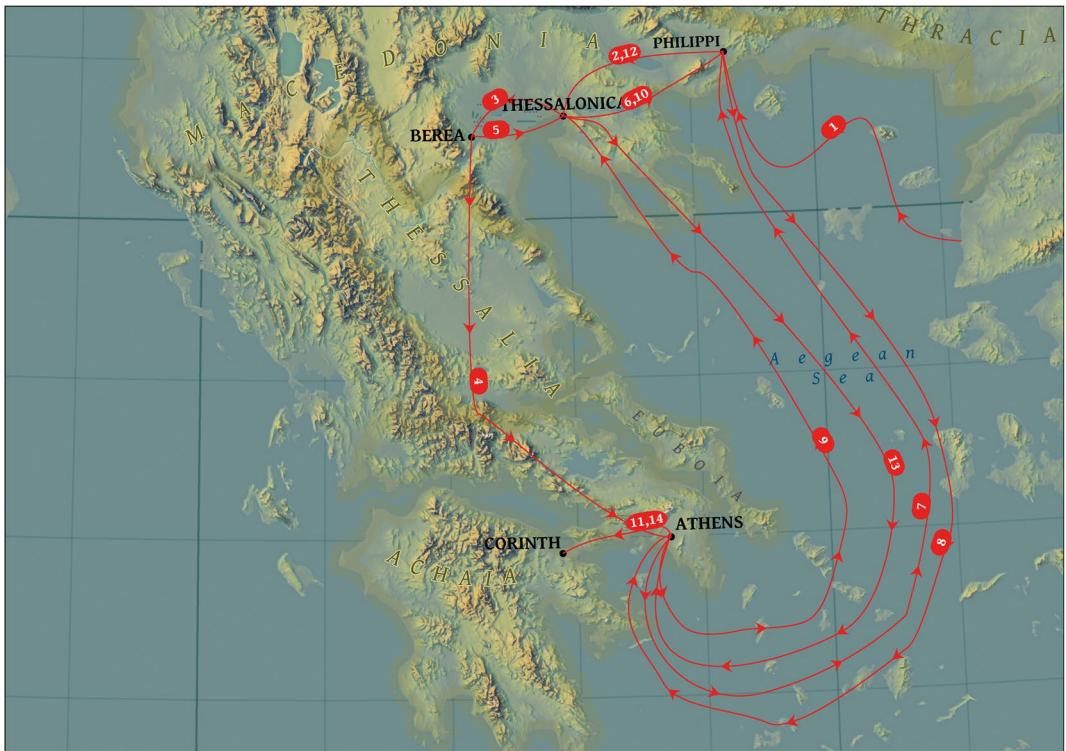 THRACIA
MACEDONIA
PHILIPPI
2,12
6,10
3
THESSALONICA
5
BEREA
1
THESSALIA
Aegean
Sea
4
EUBOIA
9
13
7
8
11,14
ATHENS
CORINTH
ACHAIA